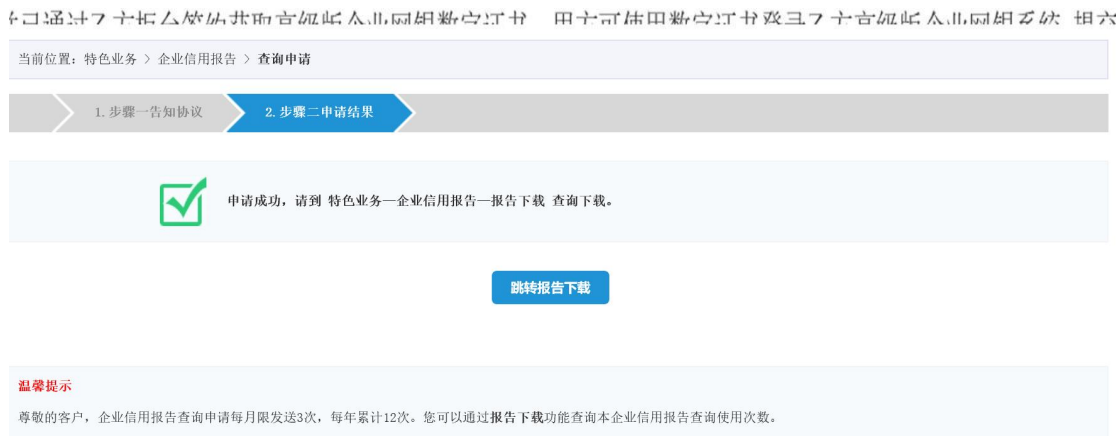 当前位置：特色业务 > 企业信用报告 > 查询申请
1.步骤一告知协议 2.步骤二申请结果
申请成功，请到 特色业务—企业信用报告—报告下载 查询下载。
跳转报告下载
温馨提示
尊敬的客户，企业信用报告查询申请每月限发送3次，每年累计12次。您可以通过报告下载功能查询本企业信用报告查询使用次数。